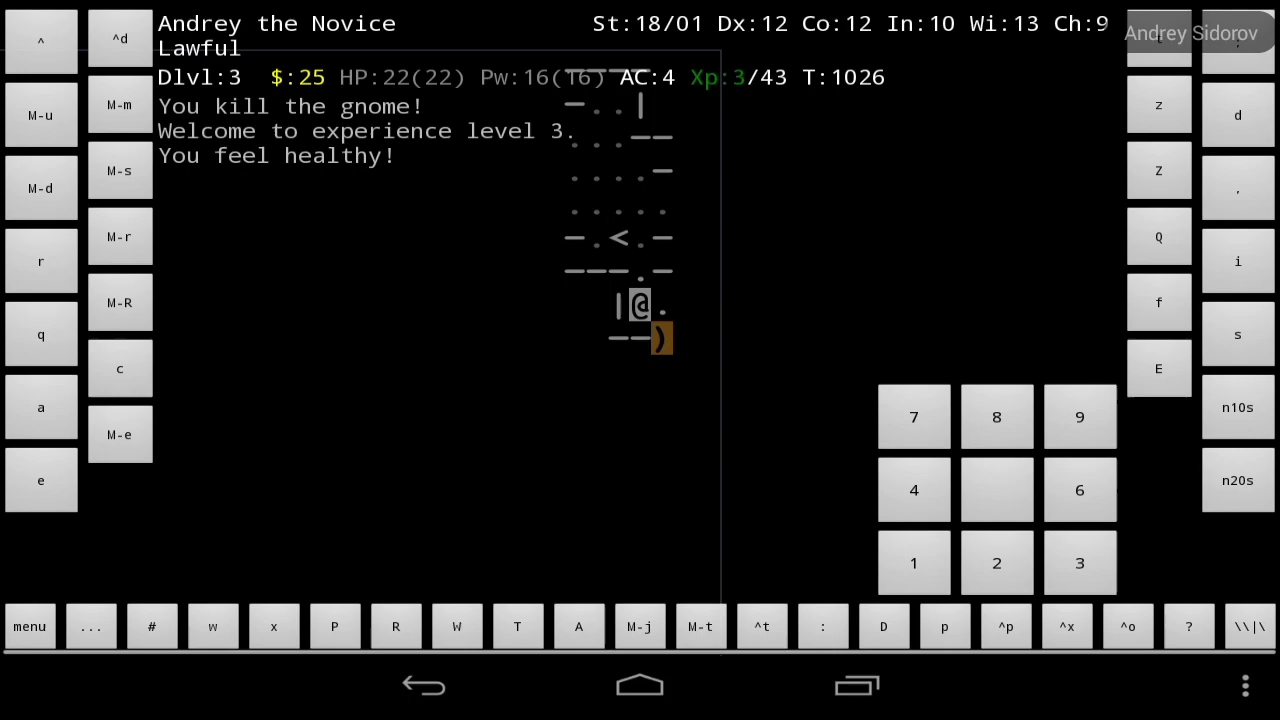 Andrey the Novice St:18/01 Dx:12 Co:12 In:10 Wi:13 Ch:9
Lawful
Dlvl:3 $:25 HP:22(22) Pw:16(16) AC:4 Xp:3/43 T:1026
You kill the gnome!
Welcome to experience level 3.
You feel healthy!
Andrey Sidorov
^
^d
M-u
M-m
M-d
M-s
r
M-r
q
M-R
a
c
e
M-e
z
d
Z
,
Q
i
f
s
E
n10s
n20s
- . . |
. . . --
. . . . -
. . . . .
- . < . -
--- . -
|@.
--)
7 8 9
4 6
1 2 3
menu ... # w x P R W T A M-j M-t ^t : D p ^p ^x ^o ? \\|\